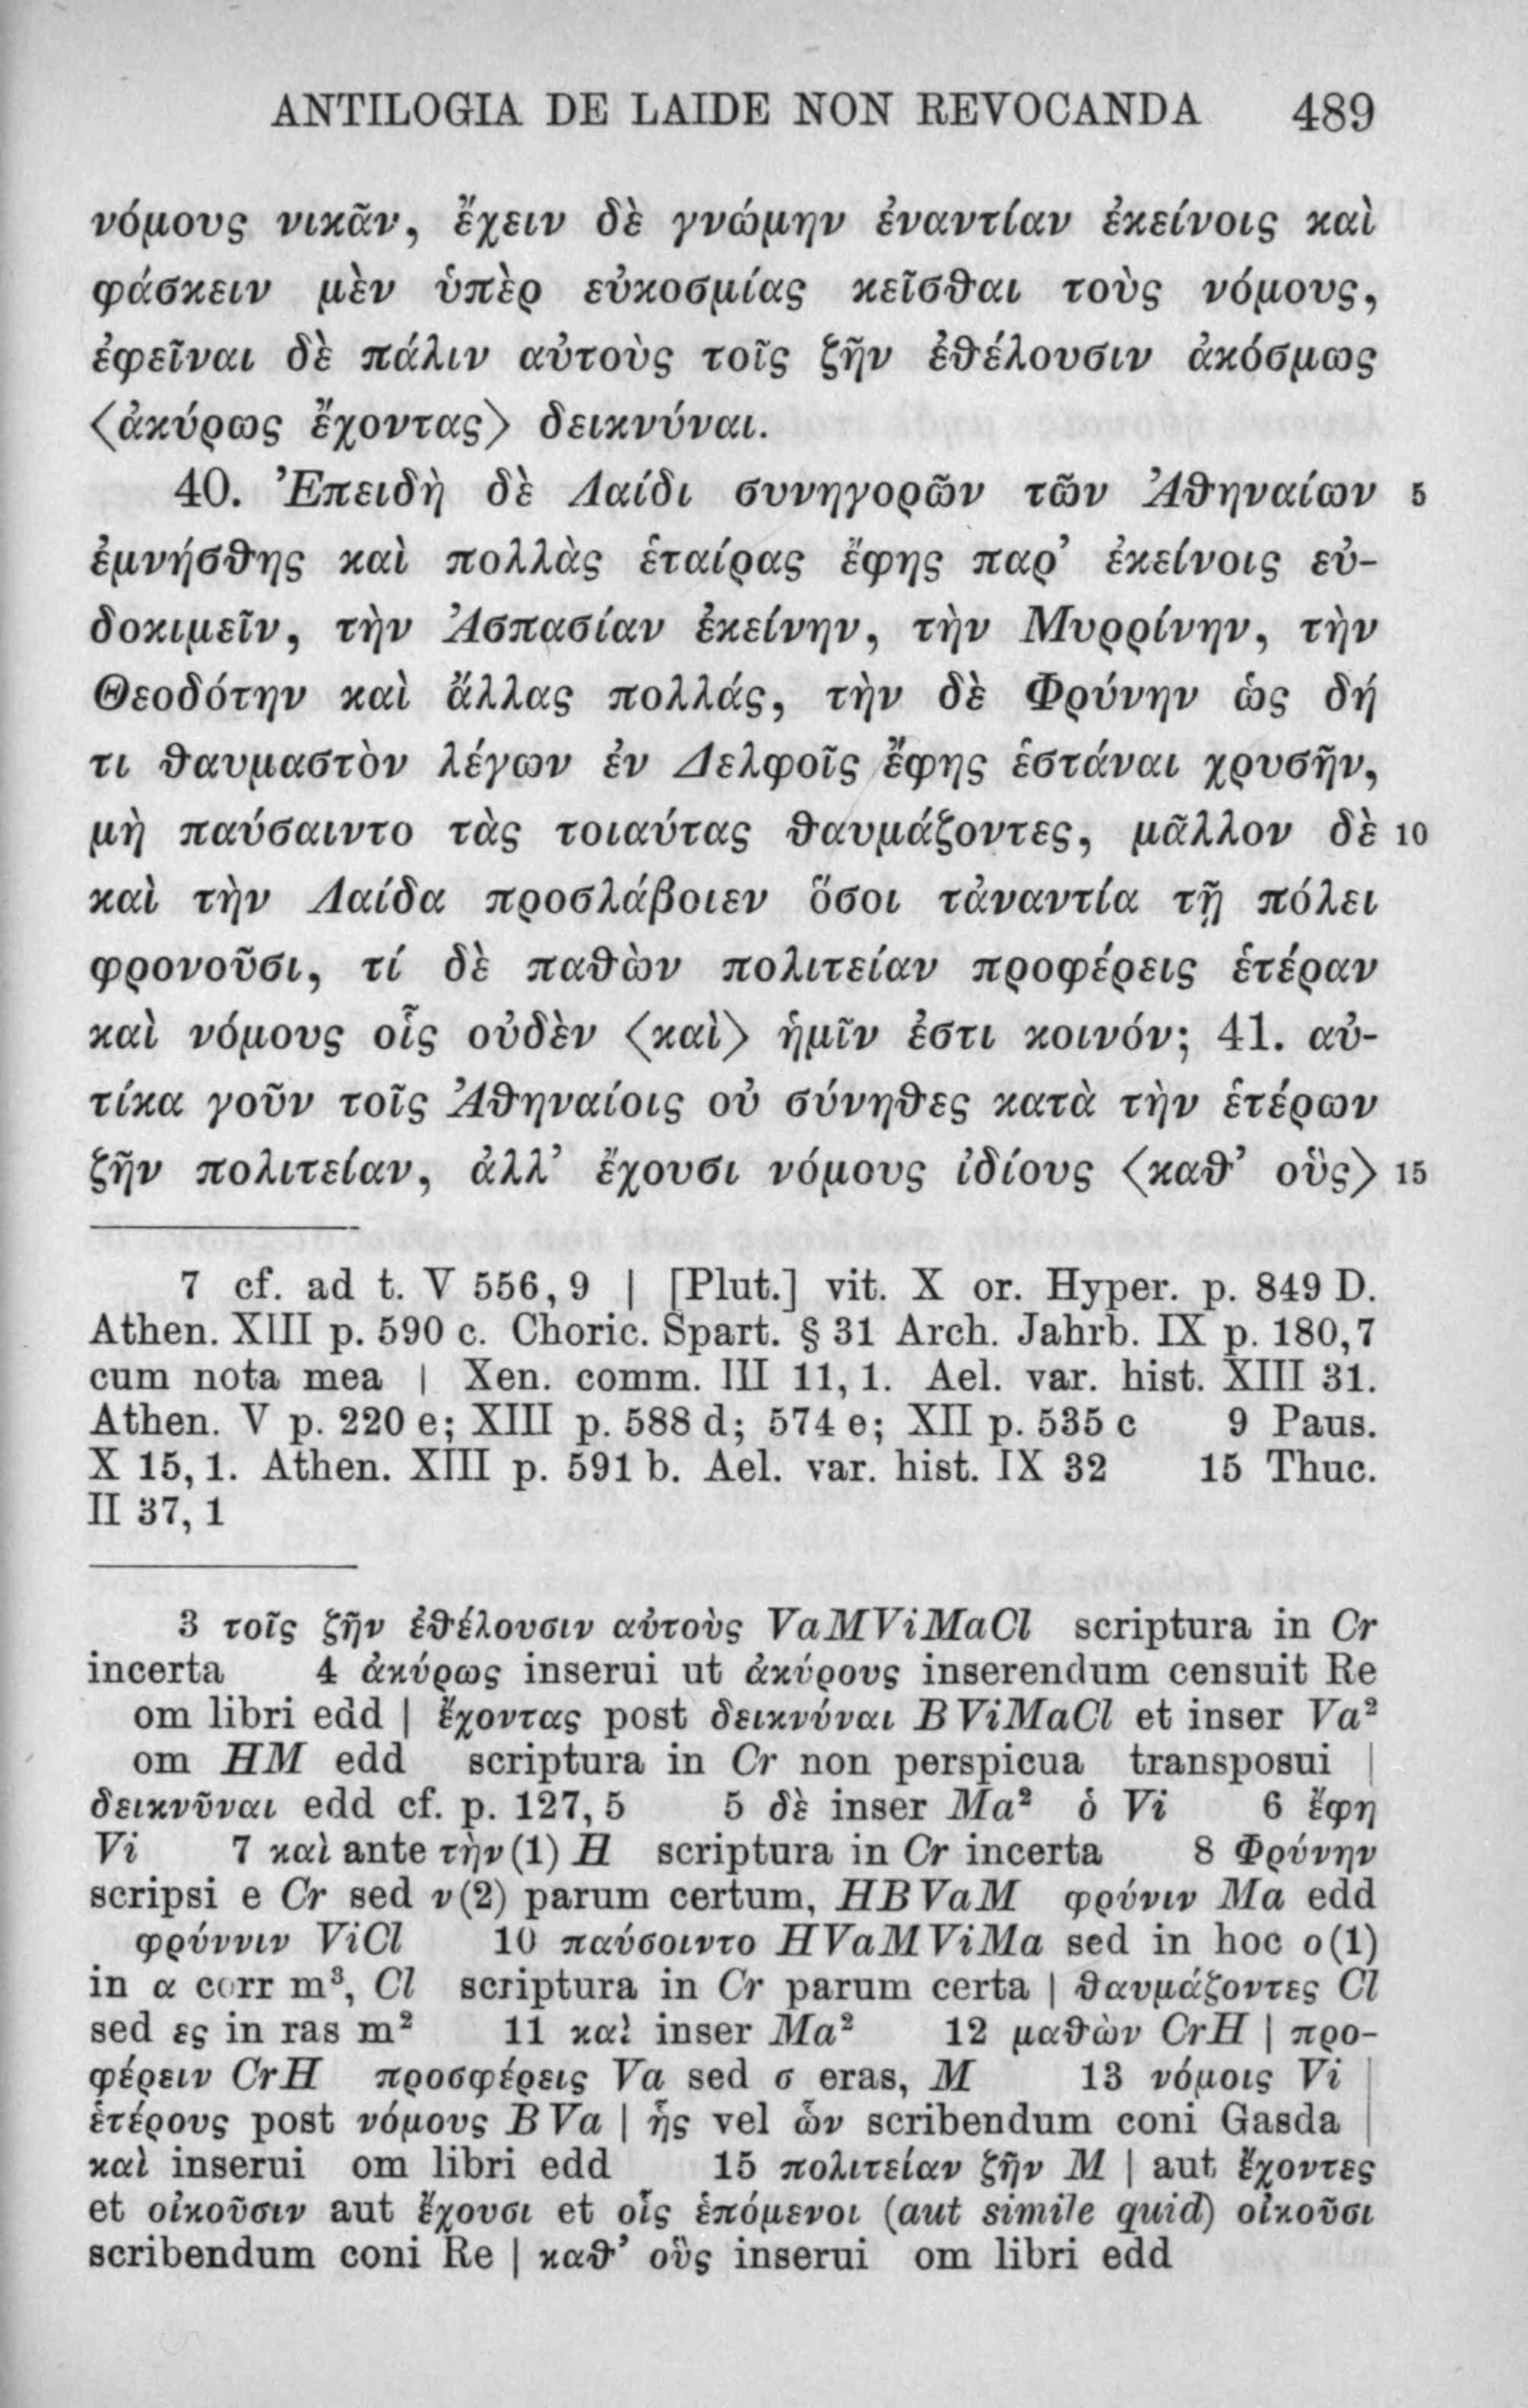 ANTILOGIA DE LAIDE NON REVOCANDA 489
νόμους νικᾶν, ἔχειν δὲ γνώμην ἐναντίαν ἐκείνοις καὶ
φάσκειν μὲν ὑπὲρ εὐκοσμίας κεῖσθαι τοὺς νόμους,
ἐφεῖναι δὲ πάλιν αὐτοὺς τοῖς ζῆν ἐθέλουσιν ἀκόσμως
⟨ἀκύρως ἔχοντας⟩ δεικνύναι.
40. Ἐπειδὴ δὲ Λαίδι συνηγορῶν τῶν Ἀθηναίων 5
ἐμνήσθης καὶ πολλὰς ἑταίρας ἔφης παρ’ ἐκείνοις εὐ-
δοκιμεῖν, τὴν Ἀσπασίαν ἐκείνην, τὴν Μυρρίνην, τὴν
Θεοδότην καὶ ἄλλας πολλάς, τὴν δὲ Φρύνην ὡς δή
τι θαυμαστὸν λέγων ἐν Δελφοῖς ἔφης ἑστάναι χρυσῆν,
μὴ παύσαιντο τὰς τοιαύτας θαυμάζοντες, μᾶλλον δὲ 10
καὶ τὴν Λαίδα προσλάβοιεν ὅσοι τἀναντία τῇ πόλει
φρονοῦσι, τί δὲ παθὼν πολιτείαν προφέρεις ἑτέραν
καὶ νόμους οἷς οὐδὲν ⟨καὶ⟩ ἡμῖν ἐστι κοινόν; 41. αὐ-
τίκα γοῦν τοῖς Ἀθηναίοις οὐ σύνηθες κατὰ τὴν ἑτέρων
ζῆν πολιτείαν, ἀλλ’ ἔχουσι νόμους ἰδίους ⟨καθ’ οὓς⟩ 15
7 cf. ad t. V 556, 9 | [Plut.] vit. X or. Hyper. p. 849 D.
Athen. XIII p. 590 c. Choric. Spart. § 31 Arch. Jahrb. IX p. 180, 7
cum nota mea | Xen. comm. III 11, 1. Ael. var. hist. XIII 31.
Athen. V p. 220 e; XIII p. 588 d; 574 e; XII p. 535 c 9 Paus.
X 15, 1. Athen. XIII p. 591 b. Ael. var. hist. IX 32 15 Thuc.
II 37, 1
3 τοῖς ζῆν ἐθέλουσιν αὐτοὺς VaMViMaCl scriptura in Cr
incerta 4 ἀκύρως inserui ut ἀκύρους inserendum censuit Re
om libri edd | ἔχοντας post δεικνύναι BViMaCl et inser Va²
om HM edd scriptura in Cr non perspicua transposui |
δεικνῦναι edd cf. p. 127, 5 5 δὲ inser Ma² ὁ Vi 6 ἔφη
Vi 7 καὶ ante τὴν (1) H scriptura in Cr incerta 8 Φρύνην
scripsi e Cr sed ν (2) parum certum, HBVaM φρύνιν Ma edd
φρύννιν ViCl 10 παύσοιντο HVaMViMa sed in hoc ο (1)
in α corr m³, Cl scriptura in Cr parum certa | θαυμάζοντες Cl
sed ες in ras m² 11 καὶ inser Ma² 12 μαθὼν CrH | προ-
φέρειν CrH προσφέρεις Va sed σ eras, M 13 νόμοις Vi |
ἑτέρους post νόμους BVa | ἧς vel ὧν scribendum coni Gasda |
καὶ inserui om libri edd 15 πολιτείαν ζῆν M | aut ἔχοντες
et οἰκοῦσιν aut ἔχουσι et οἷς ἑπόμενοι (aut simile quid) οἰκοῦσι
scribendum coni Re | καθ’ οὓς inserui om libri edd